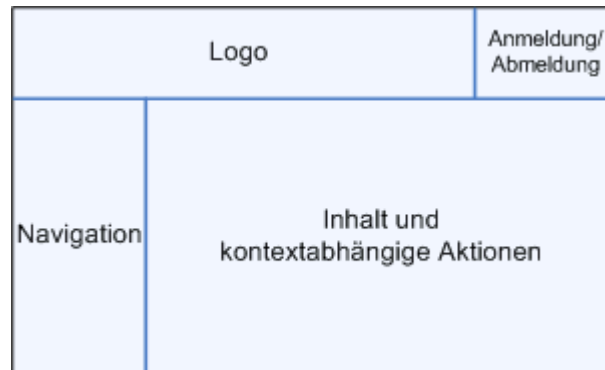 Logo
Anmeldung/
Abmeldung
Navigation
Inhalt und
kontextabhängige Aktionen